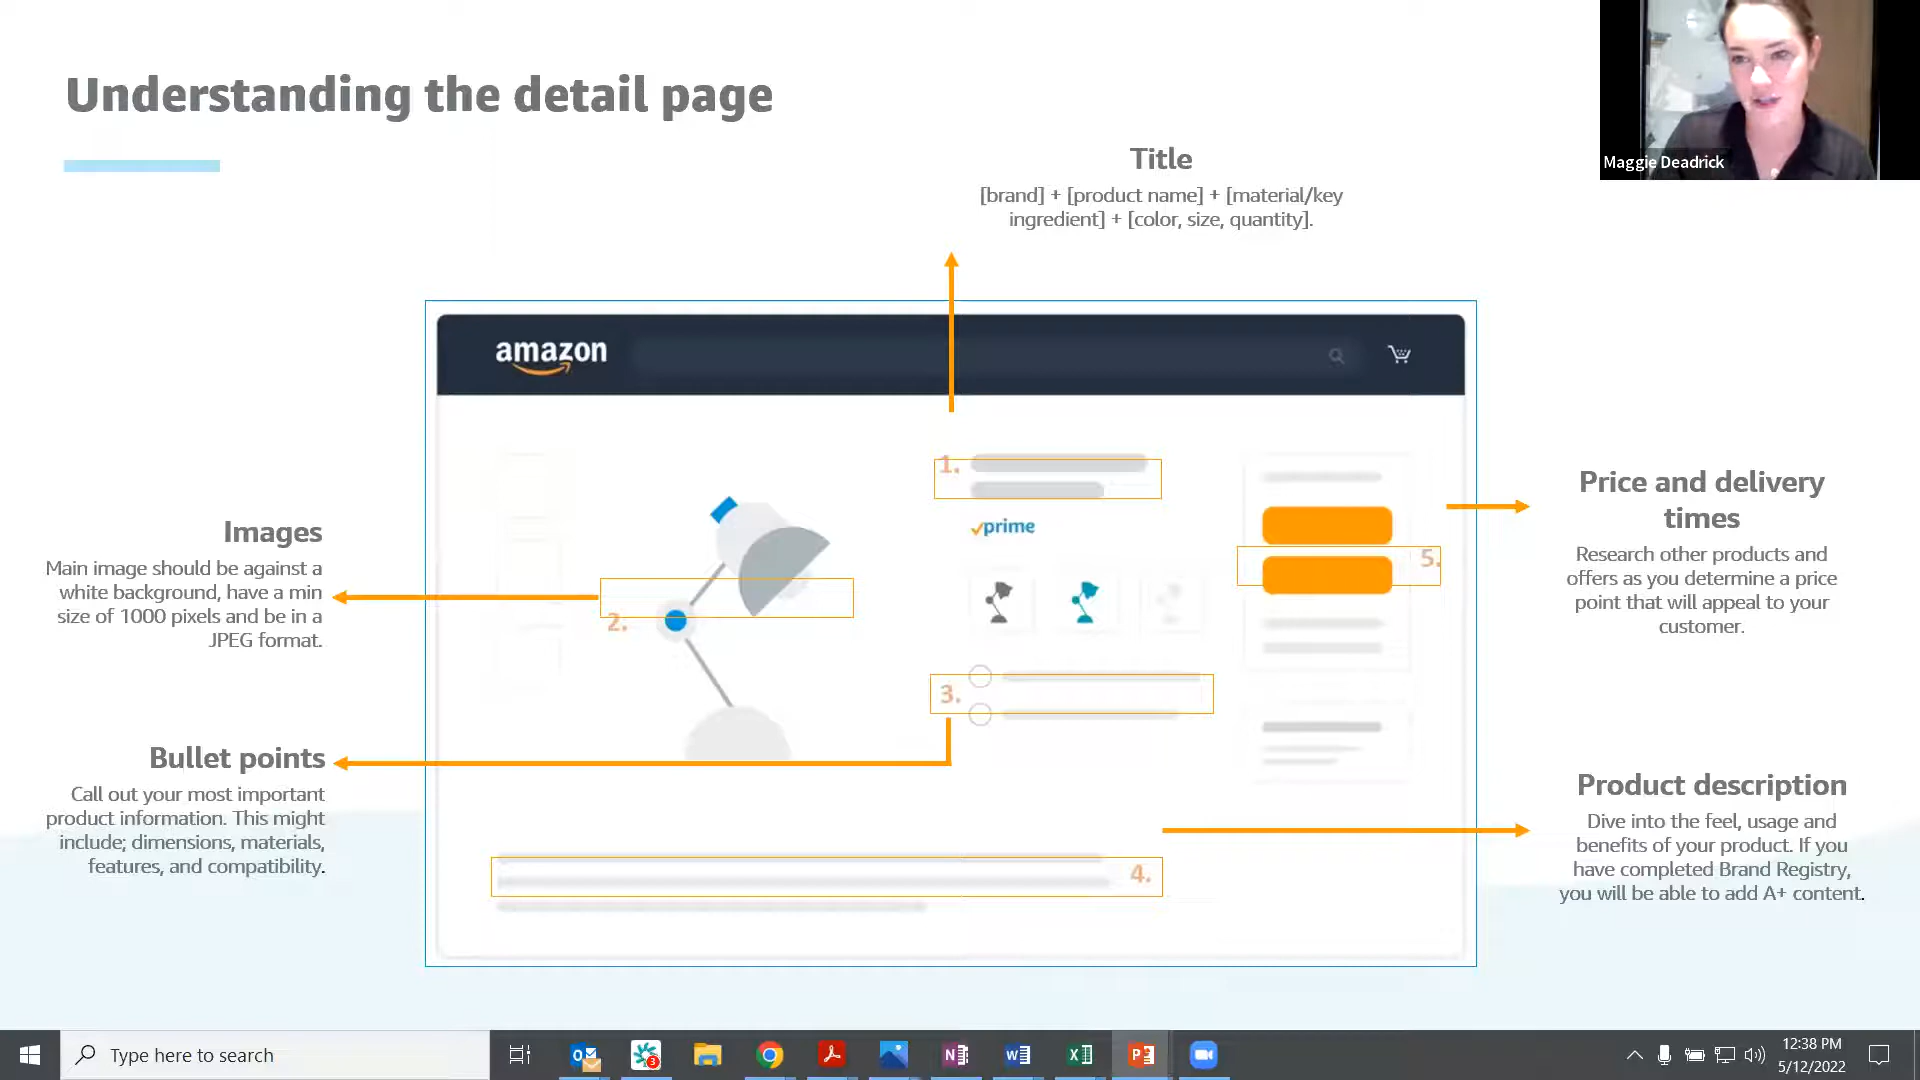 Understanding the detail page
Maggie Deadrick
Title
[brand] + [product name] + [material/key
ingredient] + [color, size, quantity].
amazon
1.
prime
Images
Main image should be against a
white background, have a min
size of 1000 pixels and be in a
JPEG format.
2.
Price and delivery
times
Research other products and
offers as you determine a price
point that will appeal to your
customer.
5.
3.
Bullet points
Call out your most important
product information. This might
include; dimensions, materials,
features, and compatibility.
4.
Product description
Dive into the feel, usage and
benefits of your product. If you
have completed Brand Registry,
you will be able to add A+ content.
Type here to search
3
12:38 PM
5/12/2022